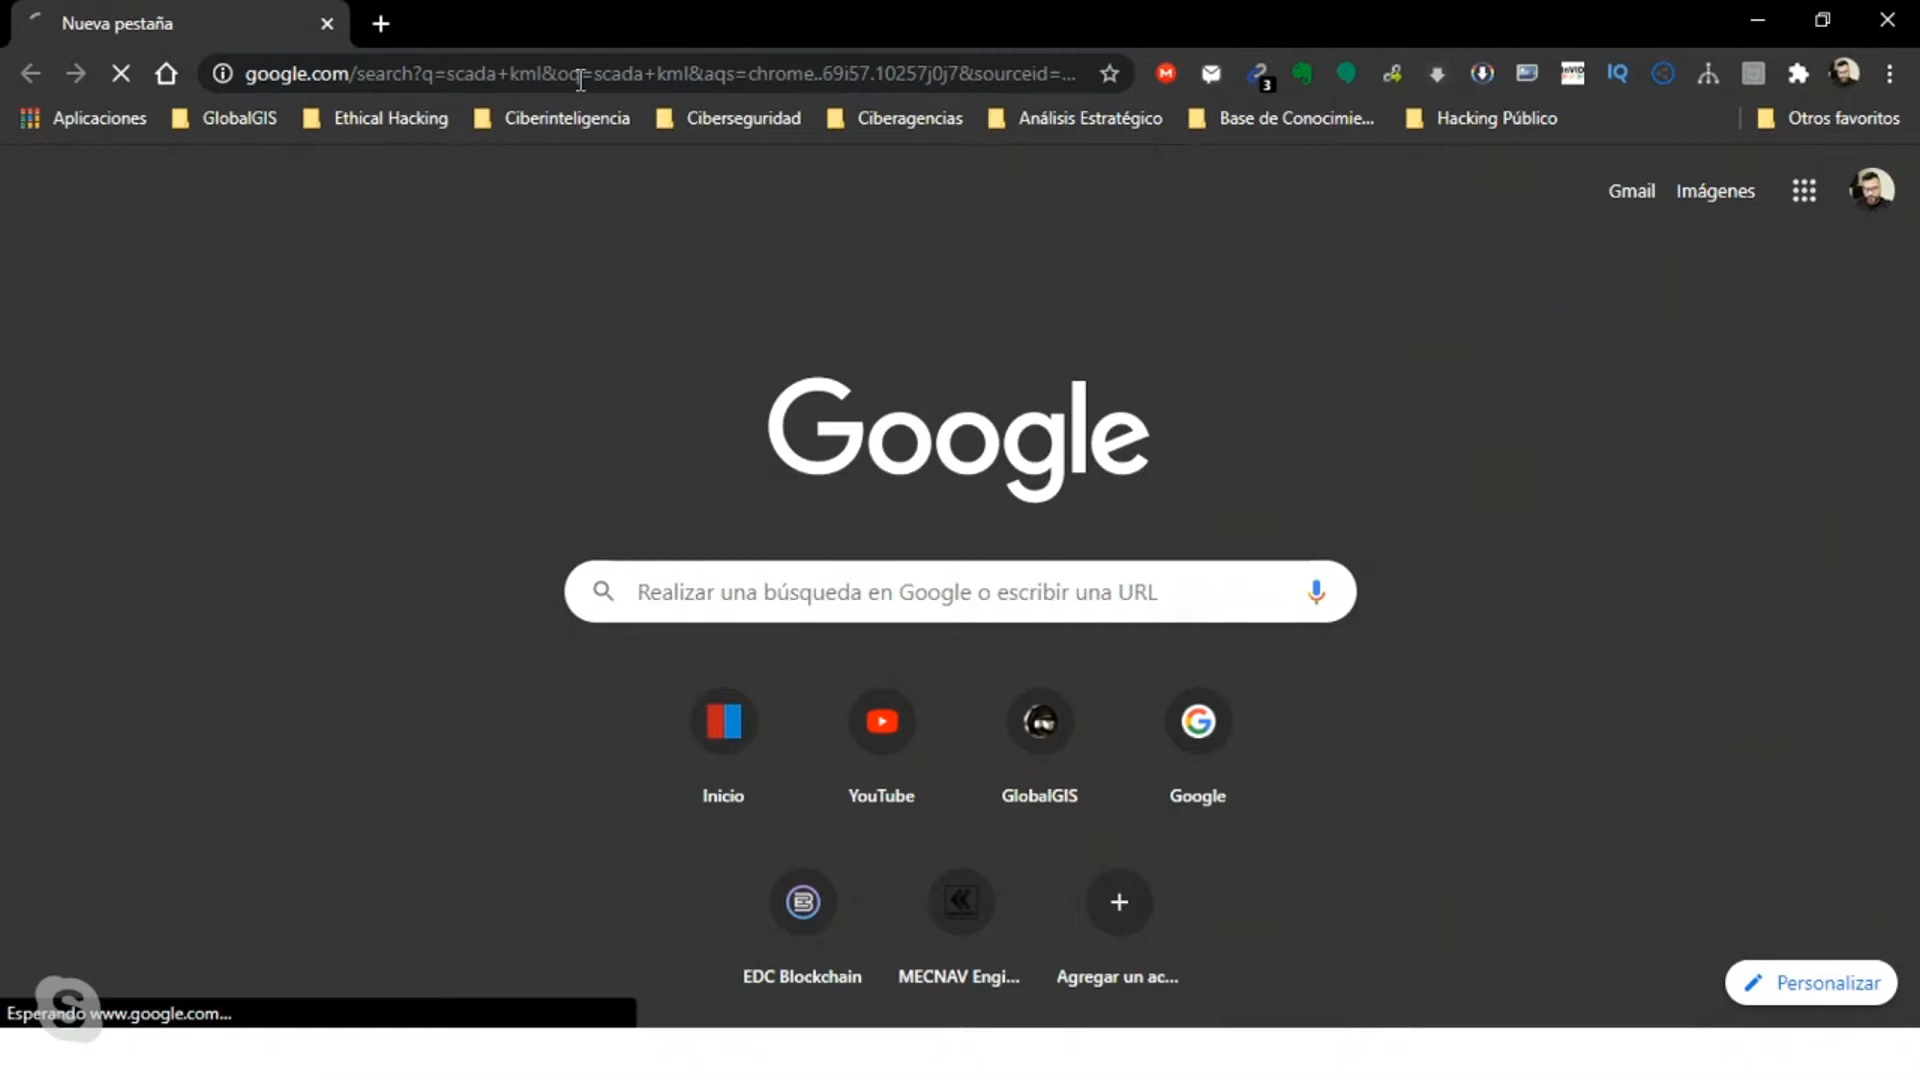 Nueva pestaña
google.com/search?q=scada+kml&oq=scada+kml&aqs=chrome..69i57.10257j0j7&sourceid=...
3
InVID
IQ
Aplicaciones
GlobalGIS
Ethical Hacking
Ciberinteligencia
Ciberseguridad
Ciberagencias
Análisis Estratégico
Base de Conocimie...
Hacking Público
Otros favoritos
Gmail
Imágenes
Google
Realizar una búsqueda en Google o escribir una URL
Inicio
YouTube
GlobalGIS
Google
EDC Blockchain
MECNAV Engi...
Agregar un ac...
Personalizar
Esperando www.google.com...